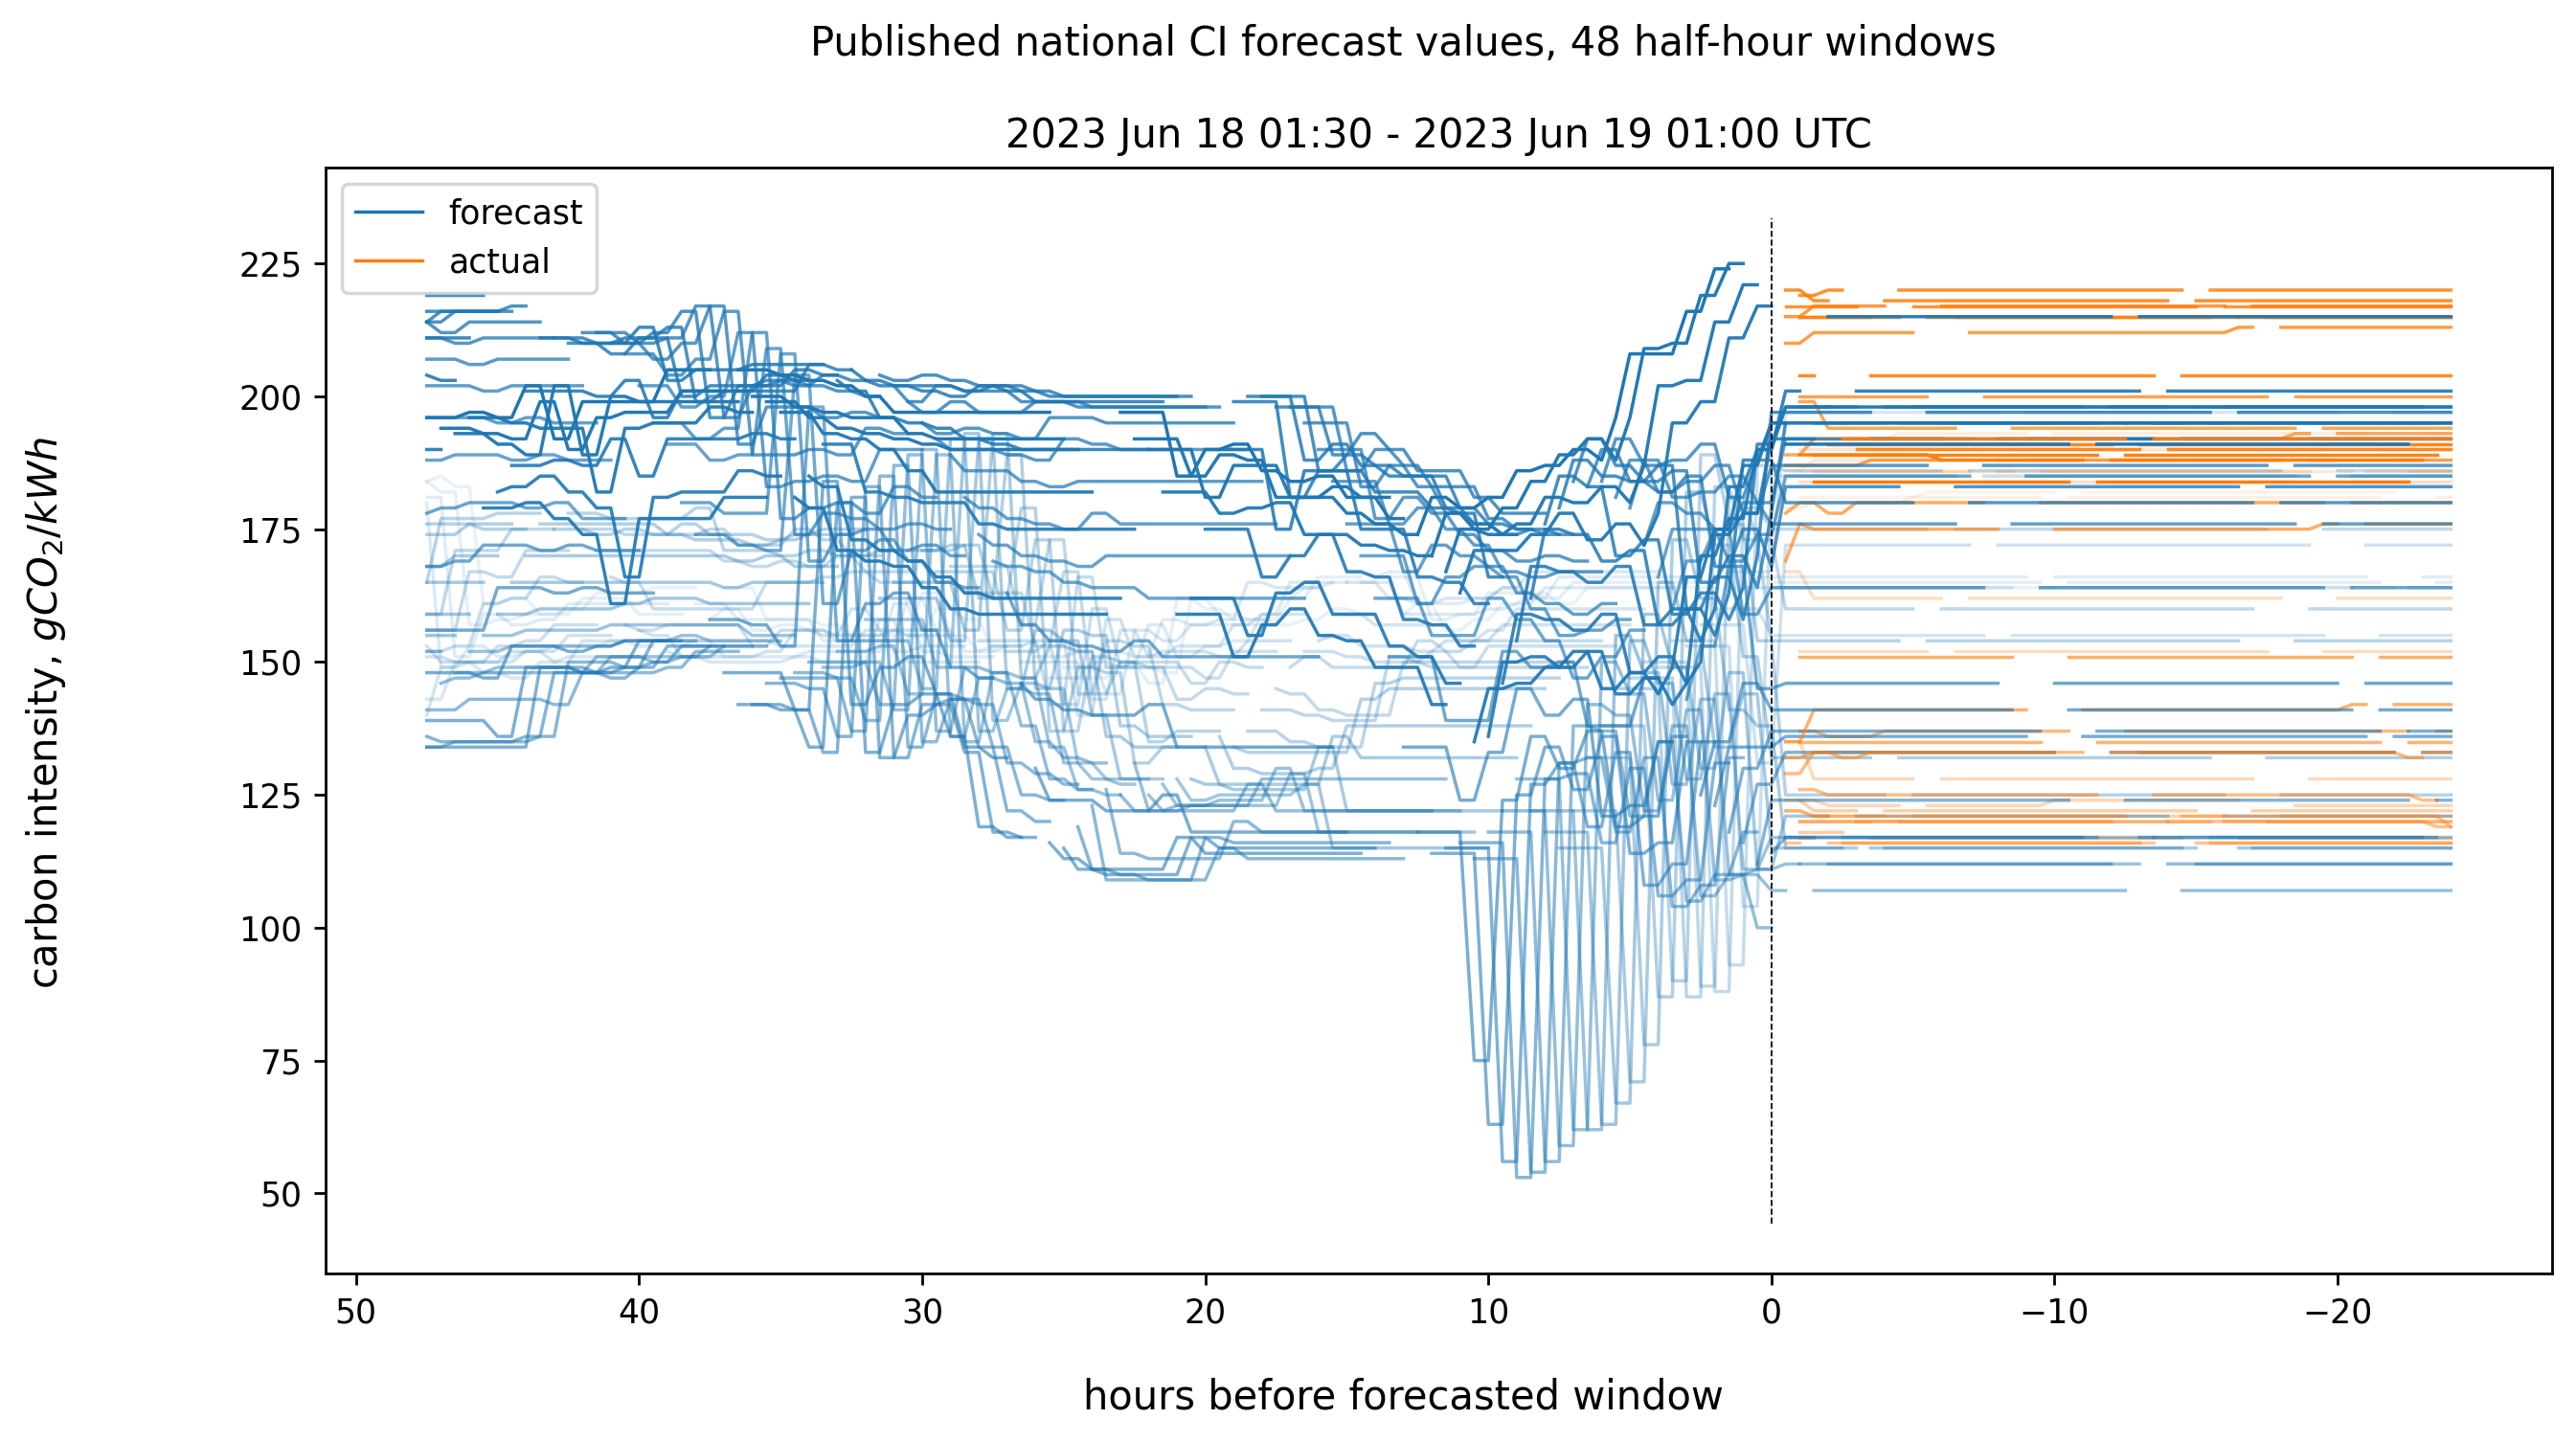 Published national CI forecast values, 48 half-hour windows
2023 Jun 18 01:30 - 2023 Jun 19 01:00 UTC
forecast
actual
carbon intensity, gCO₂/kWh
225
200
175
150
125
100
75
50
50 40 30 20 10 0 −10 −20
hours before forecasted window